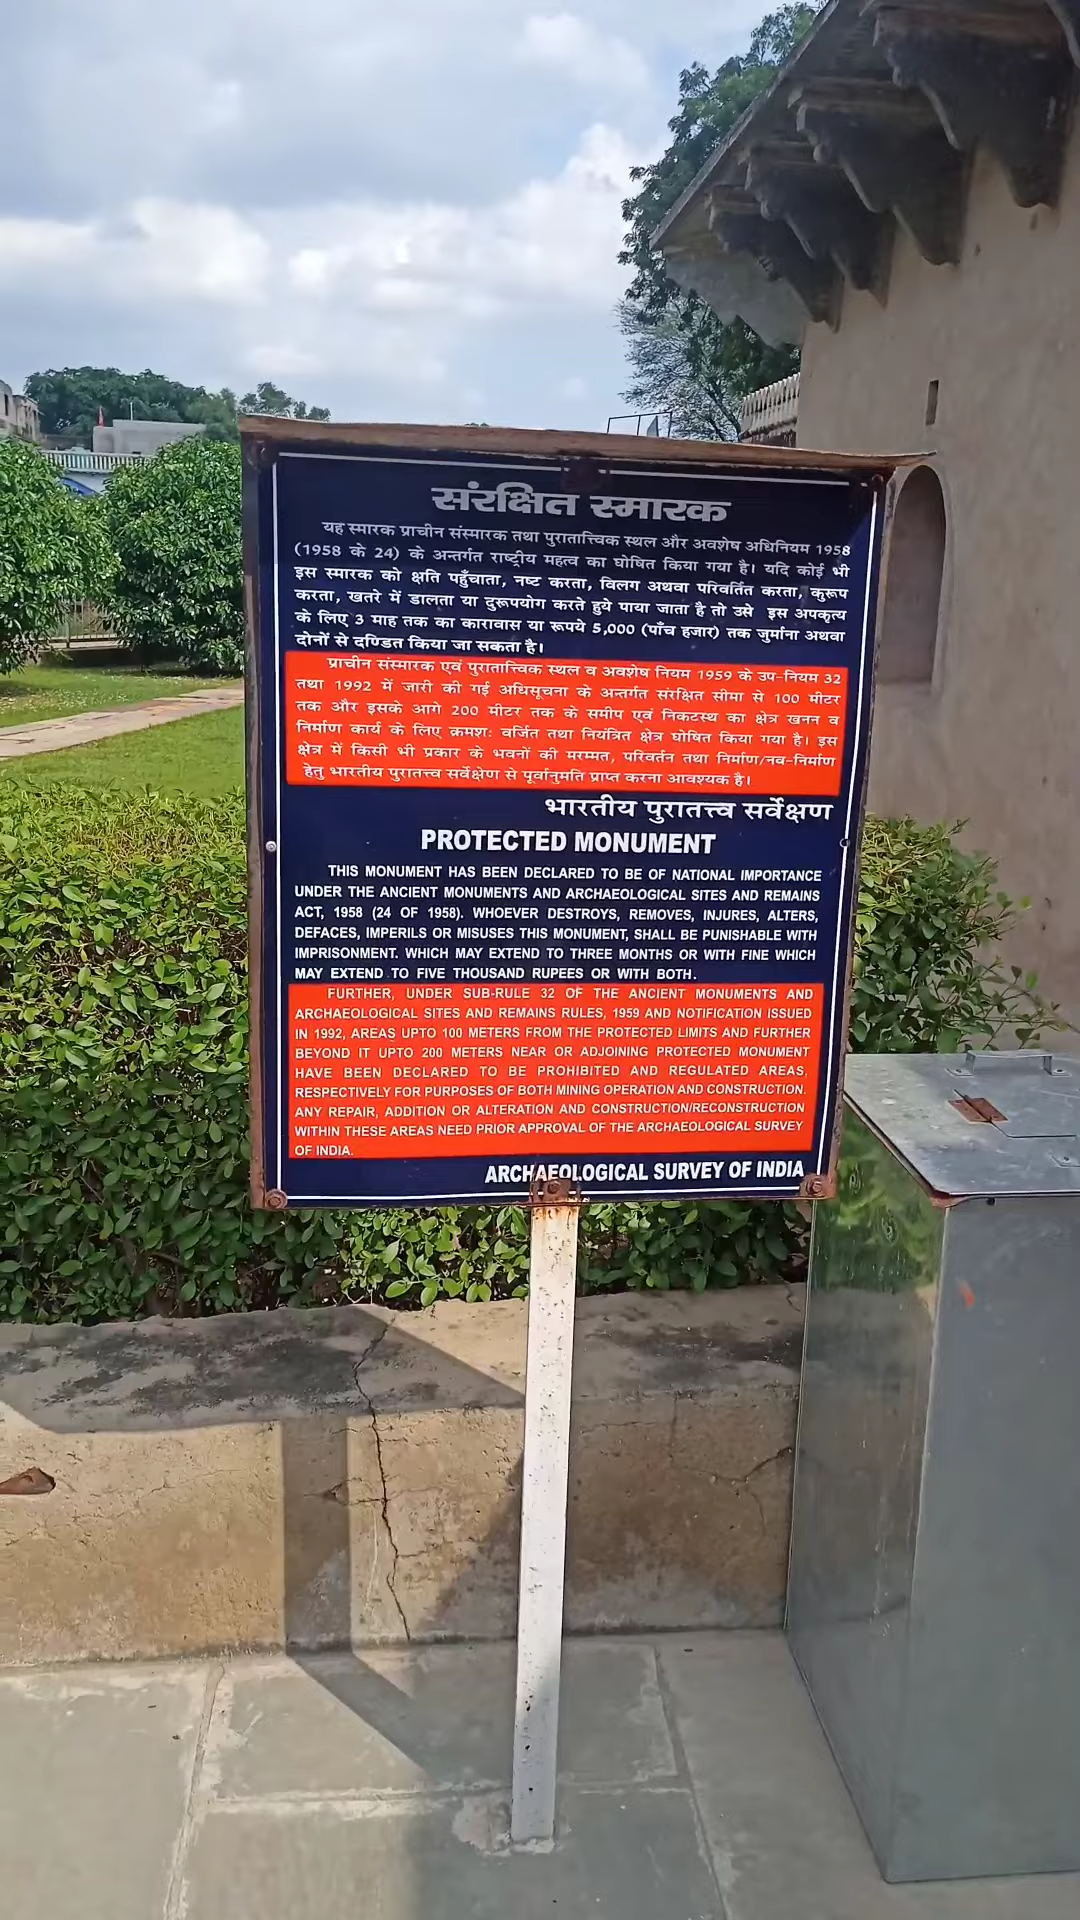 संरक्षित स्मारक
यह स्मारक प्राचीन संस्मारक तथा पुरातात्त्विक स्थल और अवशेष अधिनियम 1958
(1958 के 24) के अन्तर्गत राष्ट्रीय महत्व का घोषित किया गया है। यदि कोई भी
इस स्मारक को क्षति पहुँचाता, नष्ट करता, विलग अथवा परिवर्तित करता, कुरूप
करता, खतरे में डालता या दुरूपयोग करते हुये पाया जाता है तो उसे इस अपकृत्य
के लिए 3 माह तक का कारावास या रूपये 5,000 (पाँच हजार) तक जुर्माना अथवा
दोनों से दण्डित किया जा सकता है।
प्राचीन संस्मारक एवं पुरातात्त्विक स्थल व अवशेष नियम 1959 के उप-नियम 32
तथा 1992 में जारी की गई अधिसूचना के अन्तर्गत संरक्षित सीमा से 100 मीटर
तक और इसके आगे 200 मीटर तक के समीप एवं निकटस्थ का क्षेत्र खनन व
निर्माण कार्य के लिए क्रमशः वर्जित तथा नियंत्रित क्षेत्र घोषित किया गया है। इस
क्षेत्र में किसी भी प्रकार के भवनों की मरम्मत, परिवर्तन तथा निर्माण/नव-निर्माण
हेतु भारतीय पुरातत्त्व सर्वेक्षेण से पूर्वानुमति प्राप्त करना आवश्यक है।
भारतीय पुरातत्त्व सर्वेक्षण
PROTECTED MONUMENT
THIS MONUMENT HAS BEEN DECLARED TO BE OF NATIONAL IMPORTANCE
UNDER THE ANCIENT MONUMENTS AND ARCHAEOLOGICAL SITES AND REMAINS
ACT, 1958 (24 OF 1958). WHOEVER DESTROYS, REMOVES, INJURES, ALTERS,
DEFACES, IMPERILS OR MISUSES THIS MONUMENT, SHALL BE PUNISHABLE WITH
IMPRISONMENT. WHICH MAY EXTEND TO THREE MONTHS OR WITH FINE WHICH
MAY EXTEND TO FIVE THOUSAND RUPEES OR WITH BOTH.
FURTHER, UNDER SUB-RULE 32 OF THE ANCIENT MONUMENTS AND
ARCHAEOLOGICAL SITES AND REMAINS RULES, 1959 AND NOTIFICATION ISSUED
IN 1992, AREAS UPTO 100 METERS FROM THE PROTECTED LIMITS AND FURTHER
BEYOND IT UPTO 200 METERS NEAR OR ADJOINING PROTECTED MONUMENT
HAVE BEEN DECLARED TO BE PROHIBITED AND REGULATED AREAS,
RESPECTIVELY FOR PURPOSES OF BOTH MINING OPERATION AND CONSTRUCTION.
ANY REPAIR, ADDITION OR ALTERATION AND CONSTRUCTION/RECONSTRUCTION
WITHIN THESE AREAS NEED PRIOR APPROVAL OF THE ARCHAEOLOGICAL SURVEY
OF INDIA.
ARCHAEOLOGICAL SURVEY OF INDIA